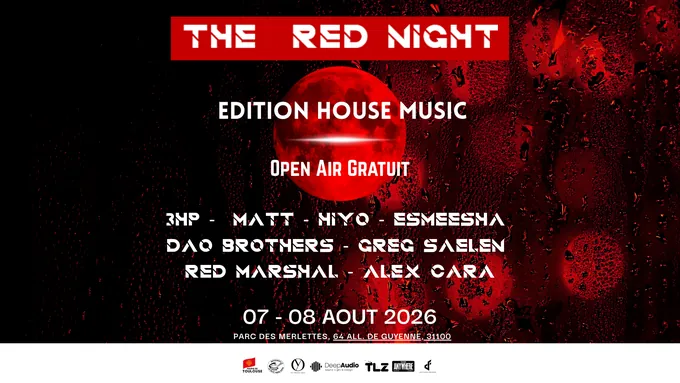 THE RED NIGHT
EDITION HOUSE MUSIC
OPEN AIR GRATUIT
3HP - MATT - HIYO - ESMEESHA
DAO BROTHERS - GREG SAELEN
RED MARSHAL - ALEX CARA
07 - 08 AOUT 2026
PARC DES MERLETTES, 64 ALL. DE GUYENNE, 31100
DeepAudio
TLZ
ANYWHERE